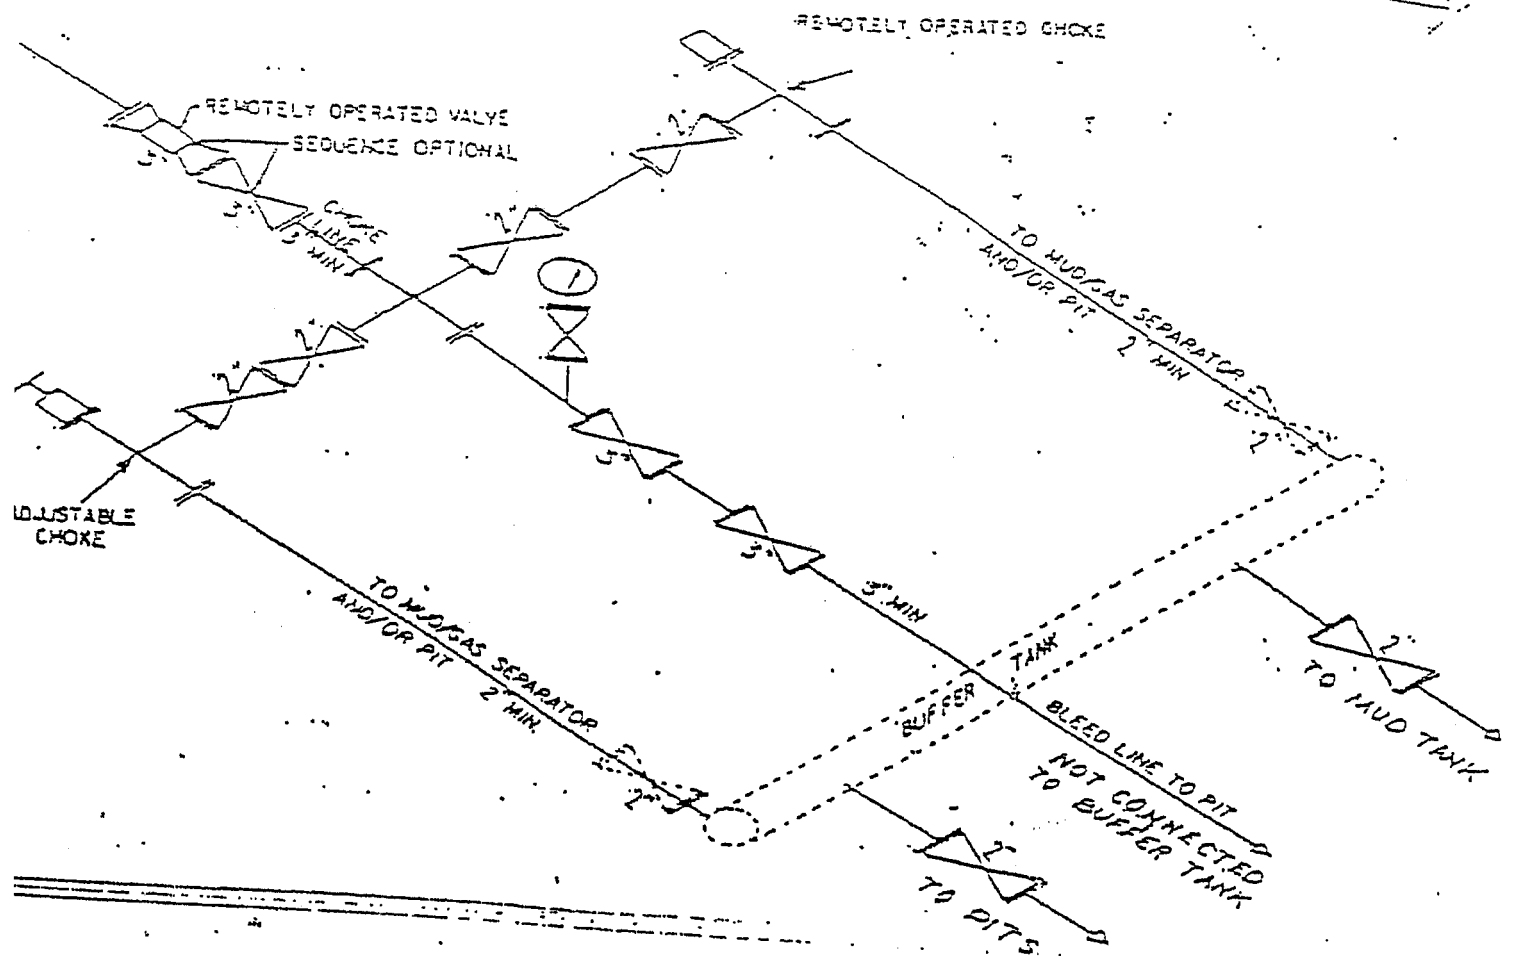 REMOTELY OPERATED CHOKE
REMOTELY OPERATED VALVE
SEQUENCE OPTIONAL
3"
3"
CHOKE
LINE
3" MIN
2"
2"
2"
2"
ADJUSTABLE
CHOKE
TO MUD/GAS SEPARATOR
AND/OR PIT
2" MIN
2"
3"
3"
3" MIN
TO MUD/GAS SEPARATOR
AND/OR PIT
2" MIN.
2"
BUFFER TANK
BLEED LINE TO PIT
NOT CONNECTED
TO BUFFER TANK
2"
TO MUD TANK
2"
TO PITS